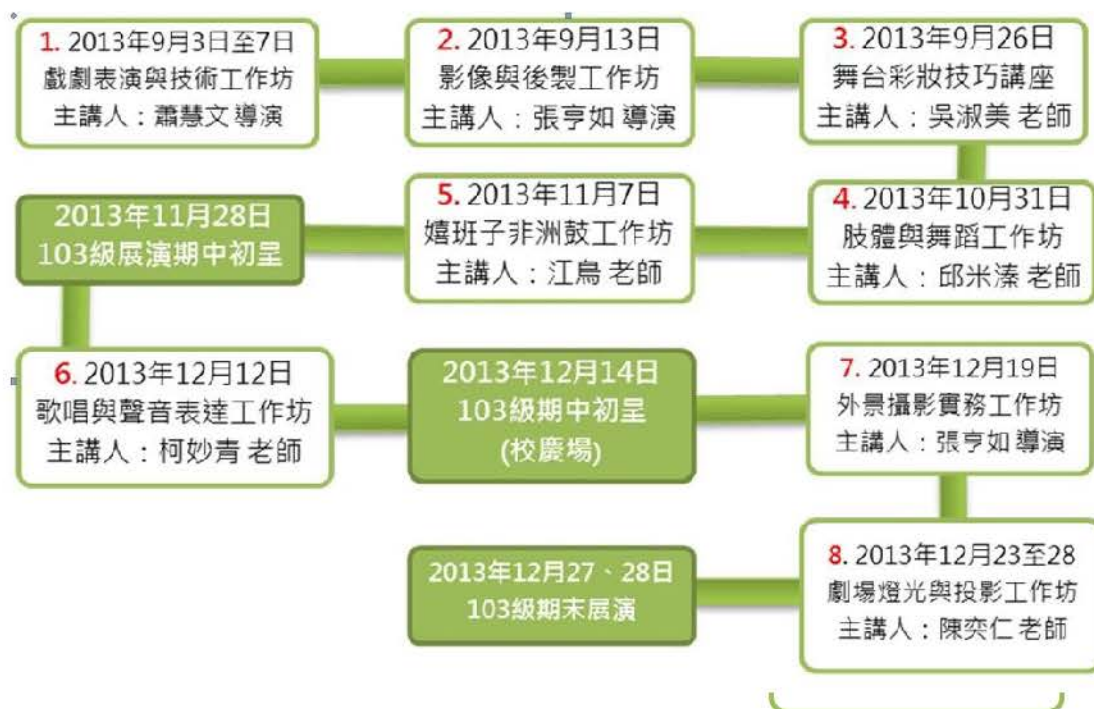 1. 2013年9月3日至7日
戲劇表演與技術工作坊
主講人：蕭慧文 導演
2. 2013年9月13日
影像與後製工作坊
主講人：張亨如 導演
3. 2013年9月26日
舞台彩妝技巧講座
主講人：吳淑美 老師
4. 2013年10月31日
肢體與舞蹈工作坊
主講人：邱米溱 老師
5. 2013年11月7日
嬉班子非洲鼓工作坊
主講人：江鳥 老師
2013年11月28日
103級展演期中初呈
6. 2013年12月12日
歌唱與聲音表達工作坊
主講人：柯妙青 老師
2013年12月14日
103級期中初呈
(校慶場)
7. 2013年12月19日
外景攝影實務工作坊
主講人：張亨如 導演
8. 2013年12月23至28
劇場燈光與投影工作坊
主講人：陳奕仁 老師
2013年12月27、28日
103級期末展演